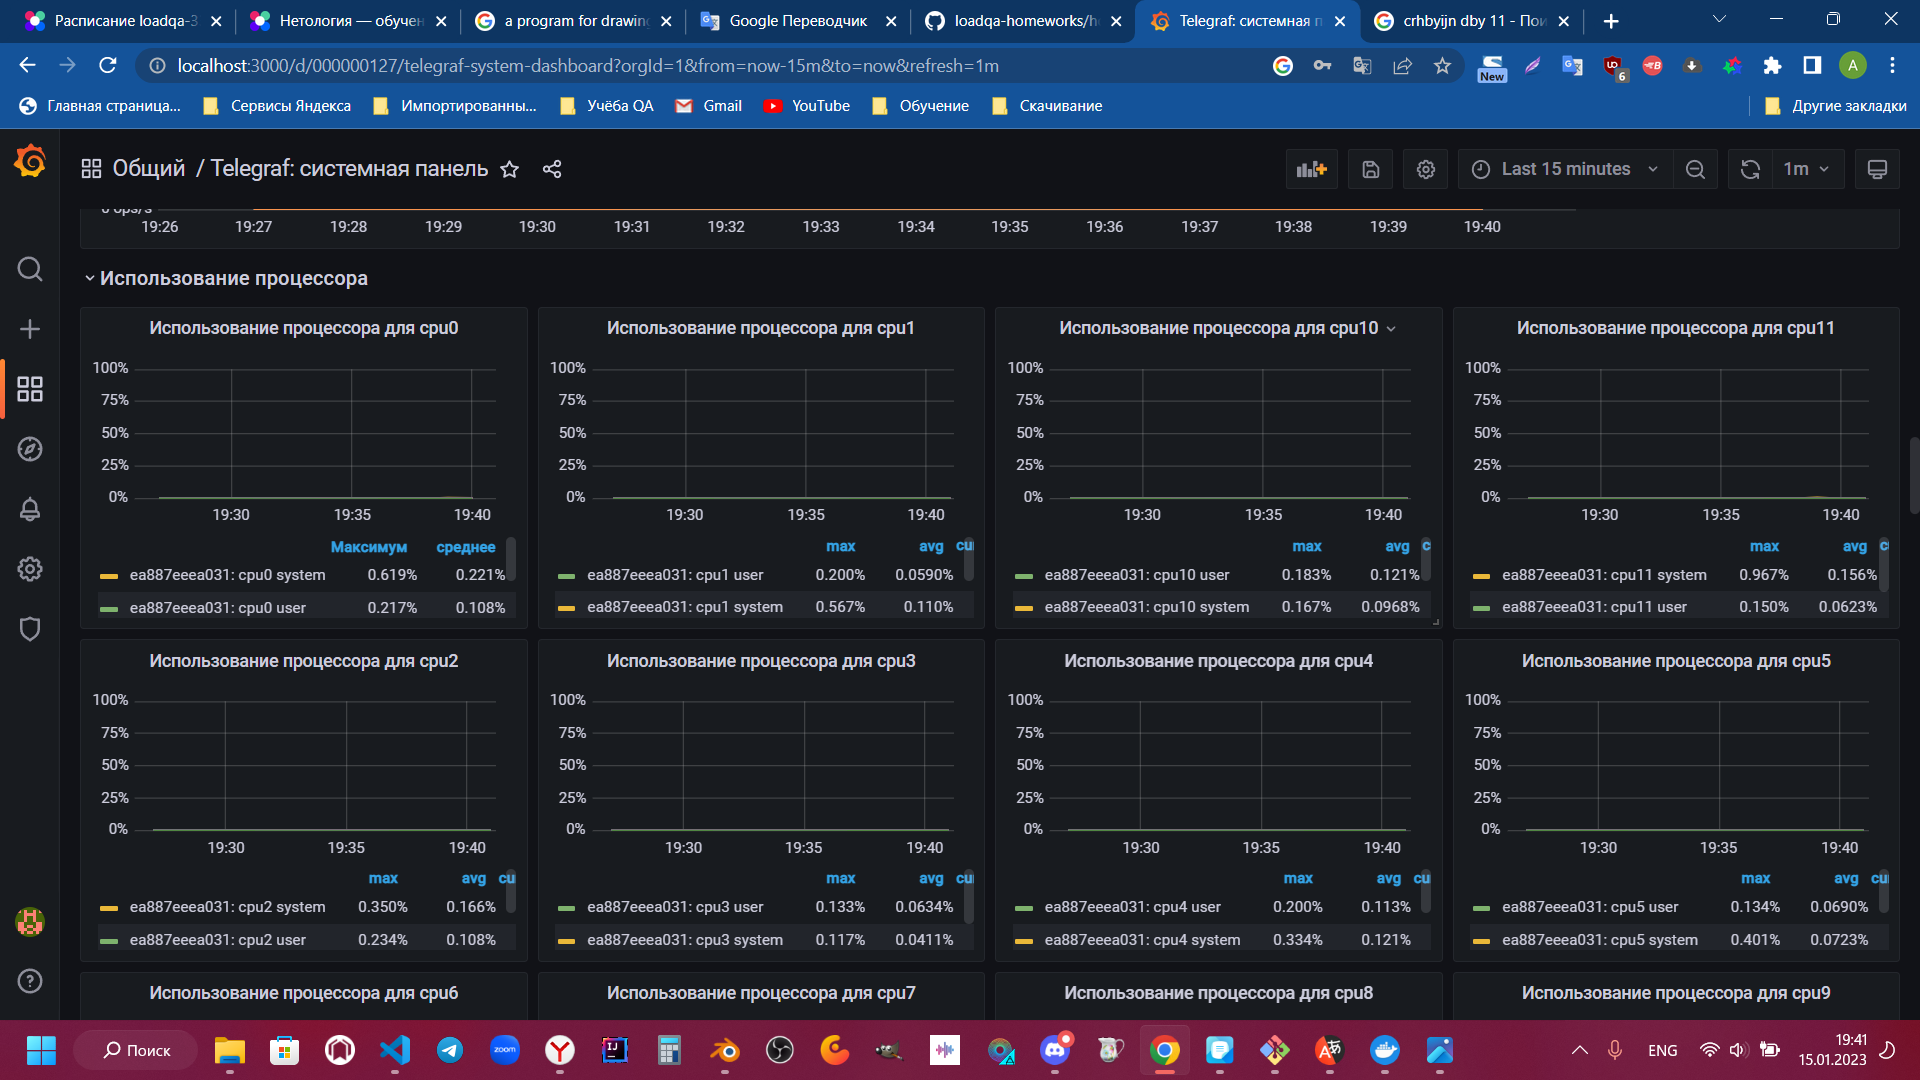 Расписание loadqa-3
Нетология — обучен
a program for drawin
Google Переводчик
loadqa-homeworks/h
Telegraf: системная п
crhbyijn dby 11 - Пои
localhost:3000/d/000000127/telegraf-system-dashboard?orgId=1&from=now-15m&to=now&refresh=1m
New
6
A
Главная страница...
Сервисы Яндекса
Импортированны...
Учёба QA
Gmail
YouTube
Обучение
Скачивание
Другие закладки
Общий / Telegraf: системная панель
Last 15 minutes
1m
0 ops/s
19:26 19:27 19:28 19:29 19:30 19:31 19:32 19:33 19:34 19:35 19:36 19:37 19:38 19:39 19:40
Использование процессора
Использование процессора для cpu0
100%
75%
50%
25%
0%
19:30 19:35 19:40
Максимум среднее
ea887eeea031: cpu0 system 0.619% 0.221%
ea887eeea031: cpu0 user 0.217% 0.108%
Использование процессора для cpu1
100%
75%
50%
25%
0%
19:30 19:35 19:40
max avg cu
ea887eeea031: cpu1 user 0.200% 0.0590%
ea887eeea031: cpu1 system 0.567% 0.110%
Использование процессора для cpu10
100%
75%
50%
25%
0%
19:30 19:35 19:40
max avg c
ea887eeea031: cpu10 user 0.183% 0.121%
ea887eeea031: cpu10 system 0.167% 0.0968%
Использование процессора для cpu11
100%
75%
50%
25%
0%
19:30 19:35 19:40
max avg c
ea887eeea031: cpu11 system 0.967% 0.156%
ea887eeea031: cpu11 user 0.150% 0.0623%
Использование процессора для cpu2
100%
75%
50%
25%
0%
19:30 19:35 19:40
max avg cu
ea887eeea031: cpu2 system 0.350% 0.166%
ea887eeea031: cpu2 user 0.234% 0.108%
Использование процессора для cpu3
100%
75%
50%
25%
0%
19:30 19:35 19:40
max avg cu
ea887eeea031: cpu3 user 0.133% 0.0634%
ea887eeea031: cpu3 system 0.117% 0.0411%
Использование процессора для cpu4
100%
75%
50%
25%
0%
19:30 19:35 19:40
max avg cu
ea887eeea031: cpu4 user 0.200% 0.113%
ea887eeea031: cpu4 system 0.334% 0.121%
Использование процессора для cpu5
100%
75%
50%
25%
0%
19:30 19:35 19:40
max avg cu
ea887eeea031: cpu5 user 0.134% 0.0690%
ea887eeea031: cpu5 system 0.401% 0.0723%
Использование процессора для cpu6
Использование процессора для cpu7
Использование процессора для cpu8
Использование процессора для cpu9
Поиск
zoom
IJ
ENG
19:41
15.01.2023